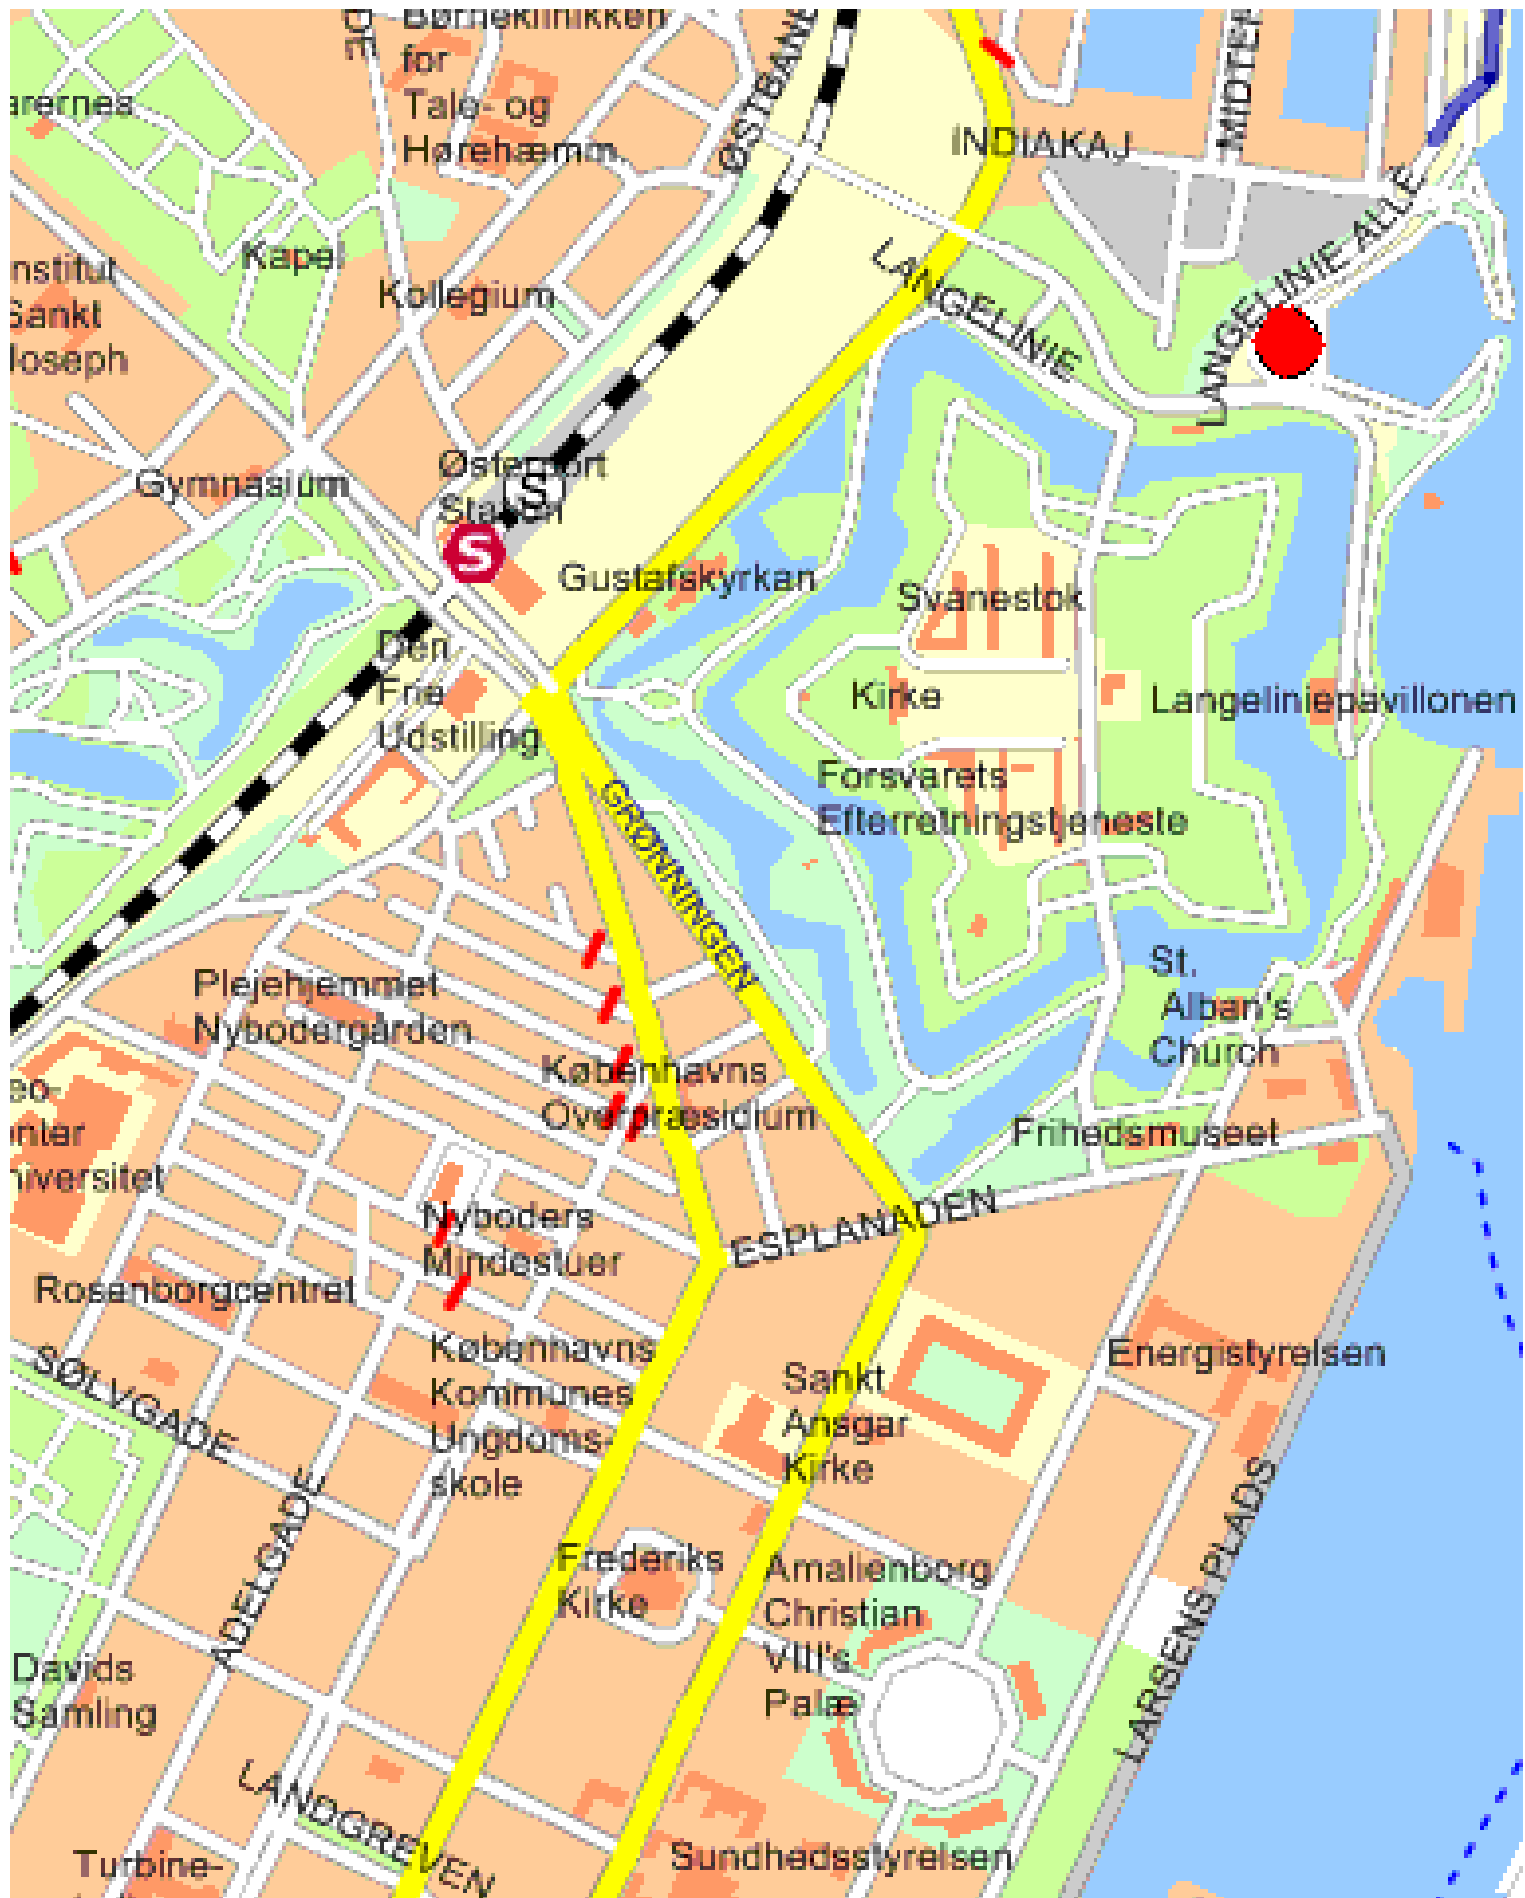 Børneklinikken
for
Tale- og
Hørehæmm.
ØSTBANE
MIDTER
INDIAKAJ
LANGELINIE ALLE
Kapel
Kollegium
Sankt
Joseph
LANGELINIE
Gymnasium
Østerport
Station
S
S
Gustafskyrkan
Svanestok
Den
Frie
Udstilling
Kirke
Langeliniepavillonen
Forsvarets
Efterretningstjeneste
GRØNNINGEN
Plejehjemmet
Nybodergården
St.
Alban's
Church
Københavns
Overpræsidium
Frihedsmuseet
Nyboders
Mindestuer
ESPLANADEN
Rosenborgcentret
SØLVGADE
Københavns
Kommunes
Ungdoms-
skole
Sankt
Ansgar
Kirke
Energistyrelsen
ADELGADE
Frederiks
Kirke
Amalienborg
Christian
VIII's
Palæ
LARSENS PLADS
Davids
Samling
LANDGREVEN
Turbine-
Sundhedsstyrelsen